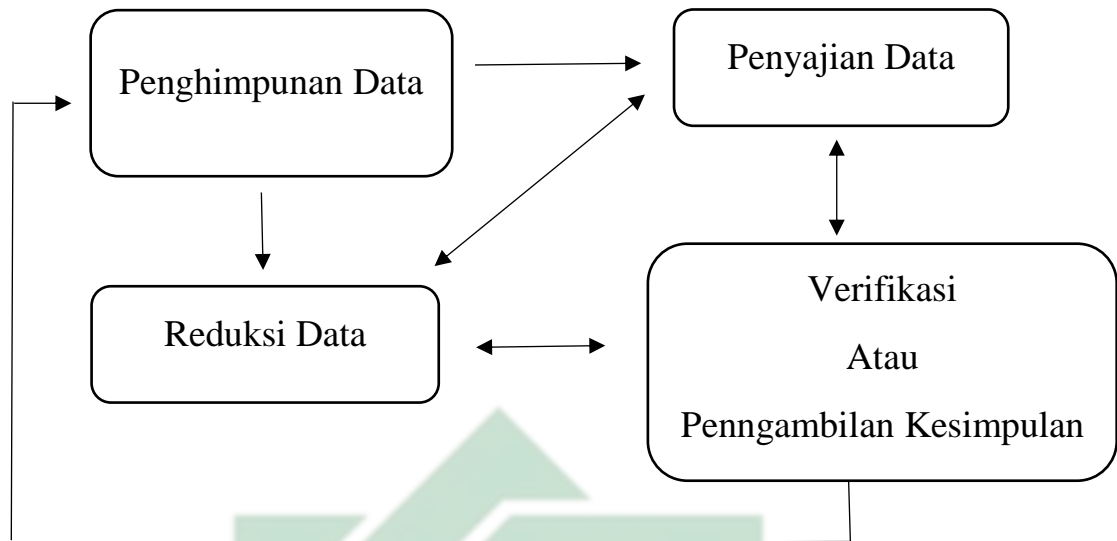 Penghimpunan Data
Penyajian Data
Reduksi Data
Verifikasi
Atau
Penngambilan Kesimpulan